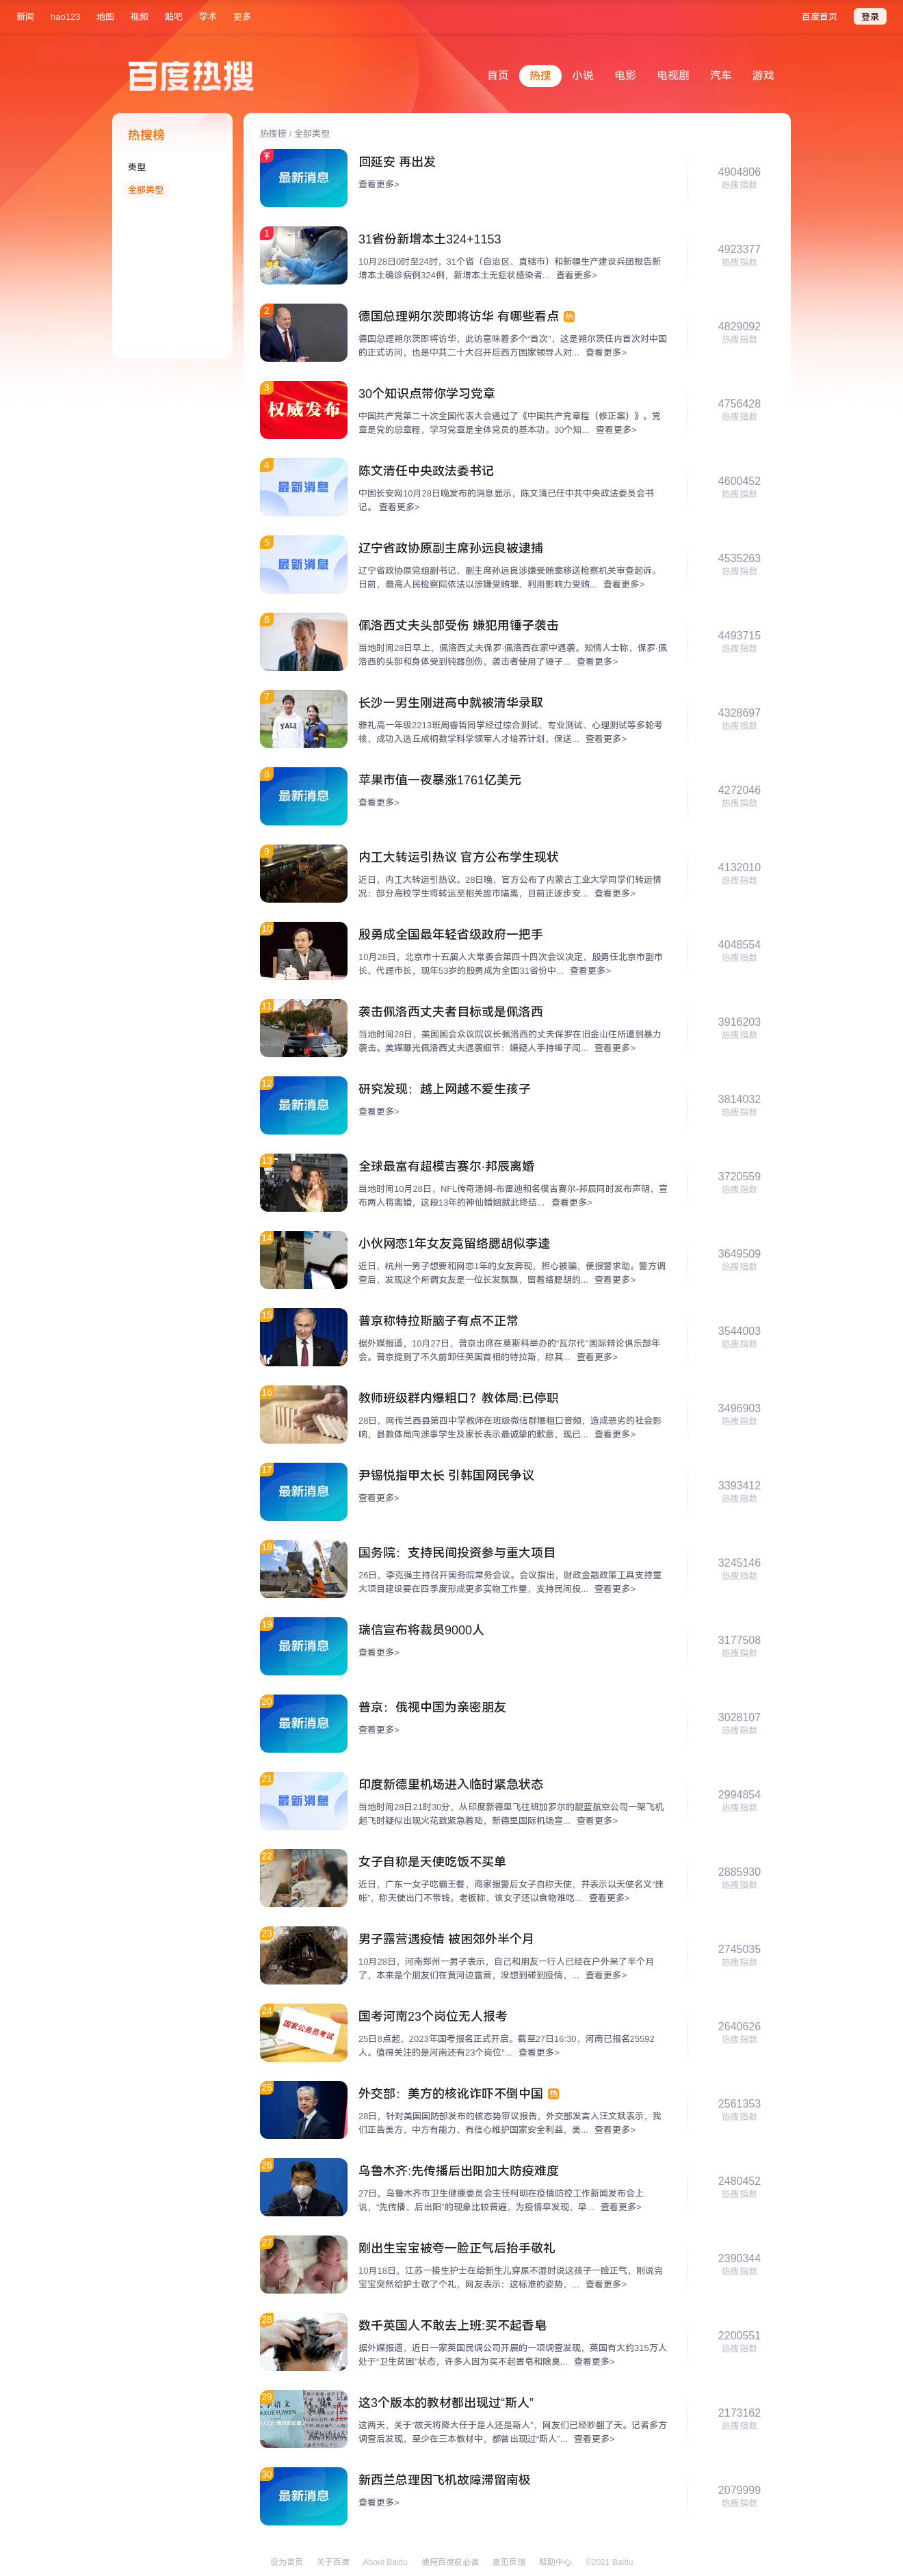 新闻 hao123 地图 视频 贴吧 学术 更多 百度首页 登录
百度热搜
首页 热搜 小说 电影 电视剧 汽车 游戏
热搜榜
类型
全部类型
热搜榜 / 全部类型
最新消息
回延安 再出发
查看更多>
4904806
热搜指数
1
31省份新增本土324+1153
10月28日0时至24时，31个省（自治区、直辖市）和新疆生产建设兵团报告新
增本土确诊病例324例，新增本土无症状感染者... 查看更多>
4923377
热搜指数
2
德国总理朔尔茨即将访华 有哪些看点 热
德国总理朔尔茨即将访华，此访意味着多个“首次”，这是朔尔茨任内首次对中国
的正式访问，也是中共二十大召开后西方国家领导人对... 查看更多>
4829092
热搜指数
3
权威发布
30个知识点带你学习党章
中国共产党第二十次全国代表大会通过了《中国共产党章程（修正案）》。党
章是党的总章程，学习党章是全体党员的基本功。30个知... 查看更多>
4756428
热搜指数
4
最新消息
陈文清任中央政法委书记
中国长安网10月28日晚发布的消息显示，陈文清已任中共中央政法委员会书
记。 查看更多>
4600452
热搜指数
5
最新消息
辽宁省政协原副主席孙远良被逮捕
辽宁省政协原党组副书记、副主席孙远良涉嫌受贿案移送检察机关审查起诉。
日前，最高人民检察院依法以涉嫌受贿罪、利用影响力受贿... 查看更多>
4535263
热搜指数
6
佩洛西丈夫头部受伤 嫌犯用锤子袭击
当地时间28日早上，佩洛西丈夫保罗·佩洛西在家中遇袭。知情人士称，保罗·佩
洛西的头部和身体受到钝器创伤，袭击者使用了锤子... 查看更多>
4493715
热搜指数
7
YALI
长沙一男生刚进高中就被清华录取
雅礼高一年级2213班周睿哲同学经过综合测试、专业测试、心理测试等多轮考
核，成功入选丘成桐数学科学领军人才培养计划，保送... 查看更多>
4328697
热搜指数
8
最新消息
苹果市值一夜暴涨1761亿美元
查看更多>
4272046
热搜指数
9
内工大转运引热议 官方公布学生现状
近日，内工大转运引热议。28日晚，官方公布了内蒙古工业大学同学们转运情
况：部分高校学生将转运至相关盟市隔离，目前正逐步安... 查看更多>
4132010
热搜指数
10
殷勇成全国最年轻省级政府一把手
10月28日，北京市十五届人大常委会第四十四次会议决定，殷勇任北京市副市
长、代理市长，现年53岁的殷勇成为全国31省份中... 查看更多>
4048554
热搜指数
11
袭击佩洛西丈夫者目标或是佩洛西
当地时间28日，美国国会众议院议长佩洛西的丈夫保罗在旧金山住所遭到暴力
袭击。美媒曝光佩洛西丈夫遇袭细节：嫌疑人手持锤子闯... 查看更多>
3916203
热搜指数
12
最新消息
研究发现：越上网越不爱生孩子
查看更多>
3814032
热搜指数
13
全球最富有超模吉赛尔·邦辰离婚
当地时间10月28日，NFL传奇汤姆-布雷迪和名模吉赛尔-邦辰同时发布声明，宣
布两人将离婚，这段13年的神仙婚姻就此终结... 查看更多>
3720559
热搜指数
14
小伙网恋1年女友竟留络腮胡似李逵
近日，杭州一男子想要和网恋1年的女友奔现，担心被骗，便报警求助。警方调
查后，发现这个所谓女友是一位长发飘飘，留着络腮胡的... 查看更多>
3649509
热搜指数
15
普京称特拉斯脑子有点不正常
据外媒报道，10月27日，普京出席在莫斯科举办的“瓦尔代”国际辩论俱乐部年
会。普京提到了不久前卸任英国首相的特拉斯，称其... 查看更多>
3544003
热搜指数
16
教师班级群内爆粗口？教体局:已停职
28日，网传兰西县第四中学教师在班级微信群爆粗口音频，造成恶劣的社会影
响，县教体局向涉事学生及家长表示最诚挚的歉意，现已... 查看更多>
3496903
热搜指数
17
最新消息
尹锡悦指甲太长 引韩国网民争议
查看更多>
3393412
热搜指数
18
国务院：支持民间投资参与重大项目
26日，李克强主持召开国务院常务会议。会议指出，财政金融政策工具支持重
大项目建设要在四季度形成更多实物工作量，支持民间投... 查看更多>
3245146
热搜指数
19
最新消息
瑞信宣布将裁员9000人
查看更多>
3177508
热搜指数
20
最新消息
普京：俄视中国为亲密朋友
查看更多>
3028107
热搜指数
21
最新消息
印度新德里机场进入临时紧急状态
当地时间28日21时30分，从印度新德里飞往班加罗尔的靛蓝航空公司一架飞机
起飞时疑似出现火花致紧急着陆，新德里国际机场宣... 查看更多>
2994854
热搜指数
22
女子自称是天使吃饭不买单
近日，广东一女子吃霸王餐，商家报警后女子自称天使，并表示以天使名义“挂
帐”，称天使出门不带钱。老板称，该女子还以食物难吃... 查看更多>
2885930
热搜指数
23
男子露营遇疫情 被困郊外半个月
10月28日，河南郑州一男子表示，自己和朋友一行人已经在户外呆了半个月
了，本来是个朋友们在黄河边露营，没想到碰到疫情，... 查看更多>
2745035
热搜指数
24
国家公务员考试
国考河南23个岗位无人报考
25日8点起，2023年国考报名正式开启。截至27日16:30，河南已报名25592
人。值得关注的是河南还有23个岗位“... 查看更多>
2640626
热搜指数
25
外交部：美方的核讹诈吓不倒中国 热
28日，针对美国国防部发布的核态势审议报告，外交部发言人汪文斌表示，我
们正告美方，中方有能力、有信心维护国家安全利益，美... 查看更多>
2561353
热搜指数
26
乌鲁木齐:先传播后出阳加大防疫难度
27日，乌鲁木齐市卫生健康委员会主任柯明在疫情防控工作新闻发布会上
说，“先传播、后出阳”的现象比较普遍，为疫情早发现、早... 查看更多>
2480452
热搜指数
27
刚出生宝宝被夸一脸正气后抬手敬礼
10月18日，江苏一接生护士在给新生儿穿尿不湿时说这孩子一脸正气，刚说完
宝宝突然给护士敬了个礼，网友表示：这标准的姿势，... 查看更多>
2390344
热搜指数
28
数千英国人不敢去上班:买不起香皂
据外媒报道，近日一家英国民调公司开展的一项调查发现，英国有大约315万人
处于“卫生贫困”状态，许多人因为买不起香皂和除臭... 查看更多>
2200551
热搜指数
29
这3个版本的教材都出现过“斯人”
这两天，关于“故天将降大任于是人还是斯人”，网友们已经吵翻了天。记者多方
调查后发现，至少在三本教材中，都曾出现过“斯人”... 查看更多>
2173162
热搜指数
30
最新消息
新西兰总理因飞机故障滞留南极
查看更多>
2079999
热搜指数
设为首页 关于百度 About Baidu 使用百度前必读 意见反馈 帮助中心 ©2021 Baidu